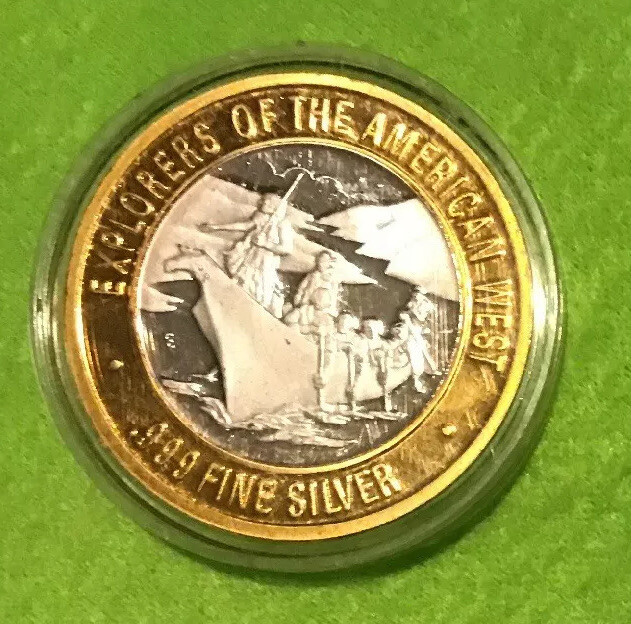 EXPLORERS OF THE AMERICAN WEST
S
.999 FINE SILVER